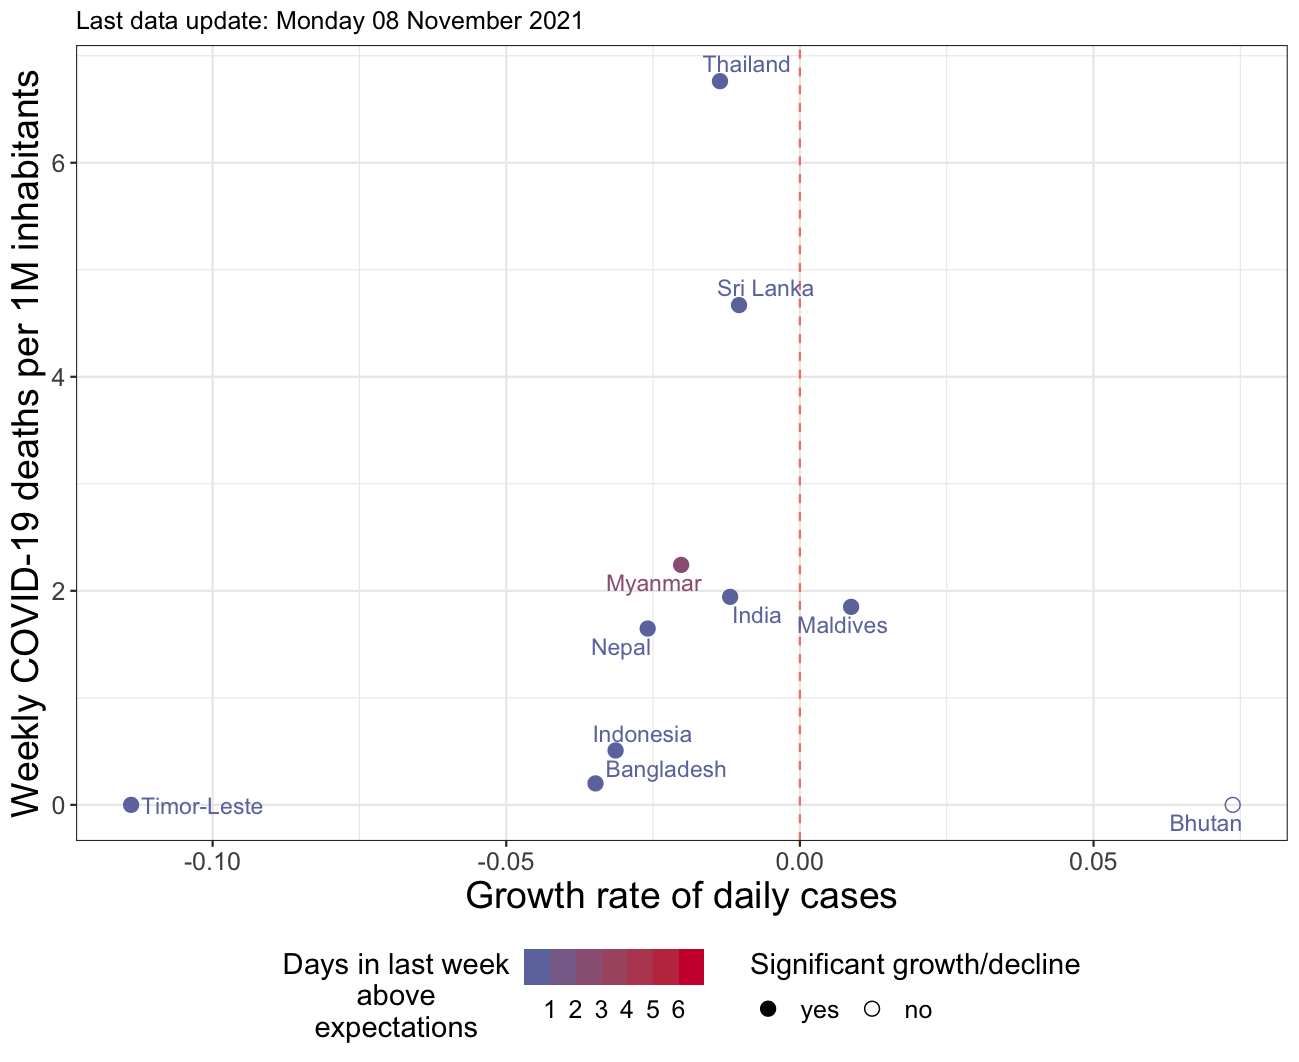 Last data update: Monday 08 November 2021
Weekly COVID-19 deaths per 1M inhabitants
Thailand
6
Sri Lanka
4
Myanmar
2
India
Maldives
Nepal
Indonesia
Bangladesh
0
Timor-Leste
Bhutan
-0.10 -0.05 0.00 0.05
Growth rate of daily cases
Days in last week
above
expectations
1 2 3 4 5 6
Significant growth/decline
yes no